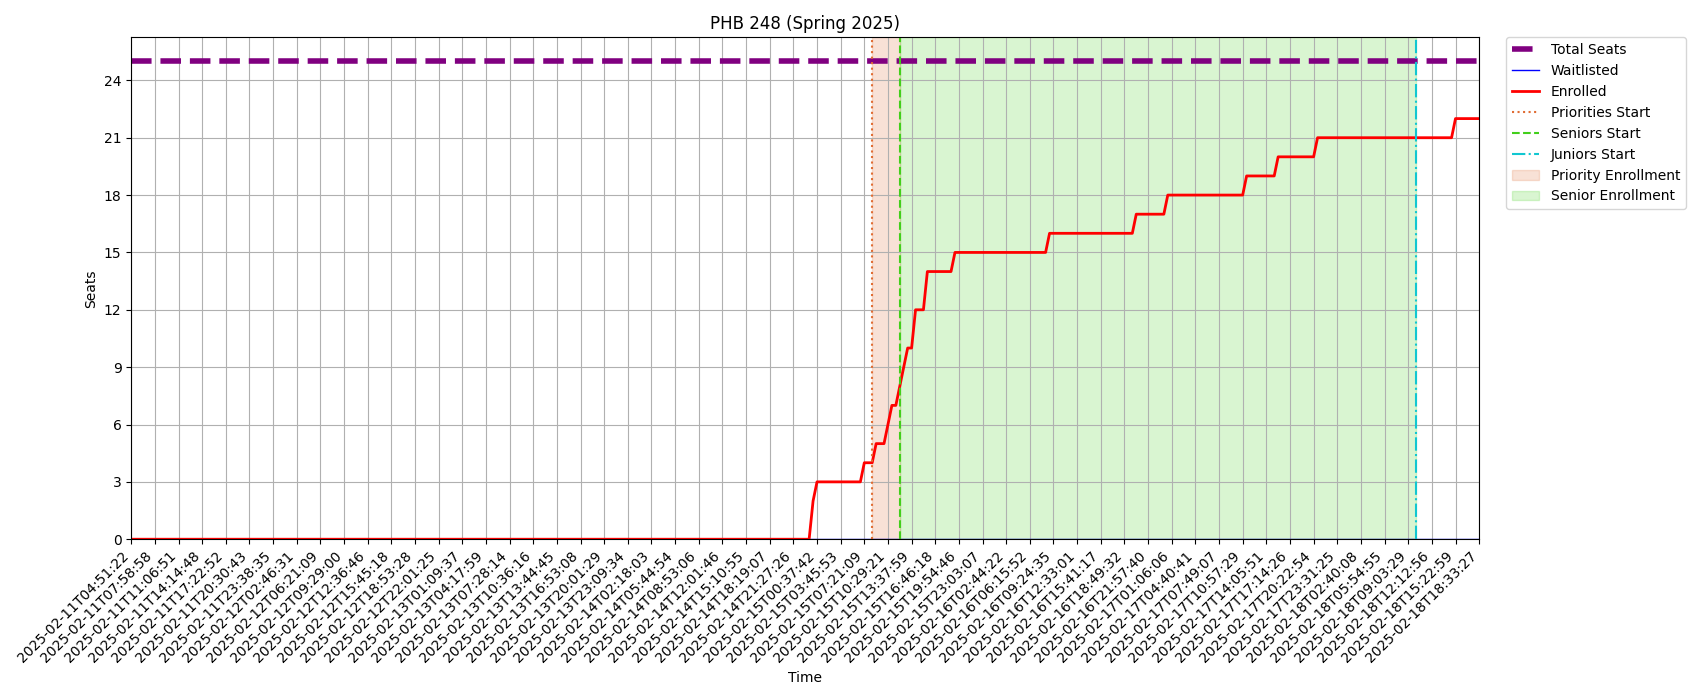 PHB 248 (Spring 2025)
Total Seats
Waitlisted
Enrolled
Priorities Start
Seniors Start
Juniors Start
Priority Enrollment
Senior Enrollment
Seats
24
21
18
15
12
9
6
3
0
2025-02-11T04:51:22
2025-02-11T07:58:58
2025-02-11T11:06:51
2025-02-11T14:14:48
2025-02-11T17:22:52
2025-02-11T20:30:43
2025-02-11T23:38:35
2025-02-12T02:46:31
2025-02-12T06:21:09
2025-02-12T09:29:00
2025-02-12T12:36:46
2025-02-12T15:45:18
2025-02-12T18:53:28
2025-02-12T22:01:25
2025-02-13T01:09:37
2025-02-13T04:17:59
2025-02-13T07:28:14
2025-02-13T10:36:16
2025-02-13T13:44:45
2025-02-13T16:53:08
2025-02-13T20:01:29
2025-02-13T23:09:34
2025-02-14T02:18:03
2025-02-14T05:44:54
2025-02-14T08:53:06
2025-02-14T12:01:46
2025-02-14T15:10:55
2025-02-14T18:19:07
2025-02-14T21:27:26
2025-02-15T00:37:42
2025-02-15T03:45:53
2025-02-15T07:21:09
2025-02-15T10:29:21
2025-02-15T13:37:59
2025-02-15T16:46:18
2025-02-15T19:54:46
2025-02-15T23:03:07
2025-02-16T02:44:22
2025-02-16T06:15:52
2025-02-16T09:24:35
2025-02-16T12:33:01
2025-02-16T15:41:17
2025-02-16T18:49:32
2025-02-16T21:57:40
2025-02-17T01:06:06
2025-02-17T04:40:41
2025-02-17T07:49:07
2025-02-17T10:57:29
2025-02-17T14:05:51
2025-02-17T17:14:26
2025-02-17T20:22:54
2025-02-17T23:31:25
2025-02-18T02:40:08
2025-02-18T05:54:55
2025-02-18T09:03:29
2025-02-18T12:12:56
2025-02-18T15:22:59
2025-02-18T18:33:27
Time